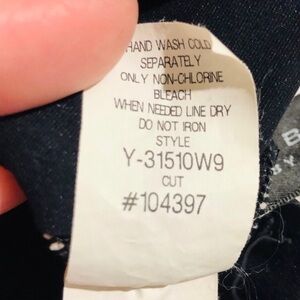 HAND WASH COLD
SEPARATELY
ONLY NON-CHLORINE
BLEACH
WHEN NEEDED LINE DRY
DO NOT IRON
STYLE
Y-31510W9
CUT
#104397